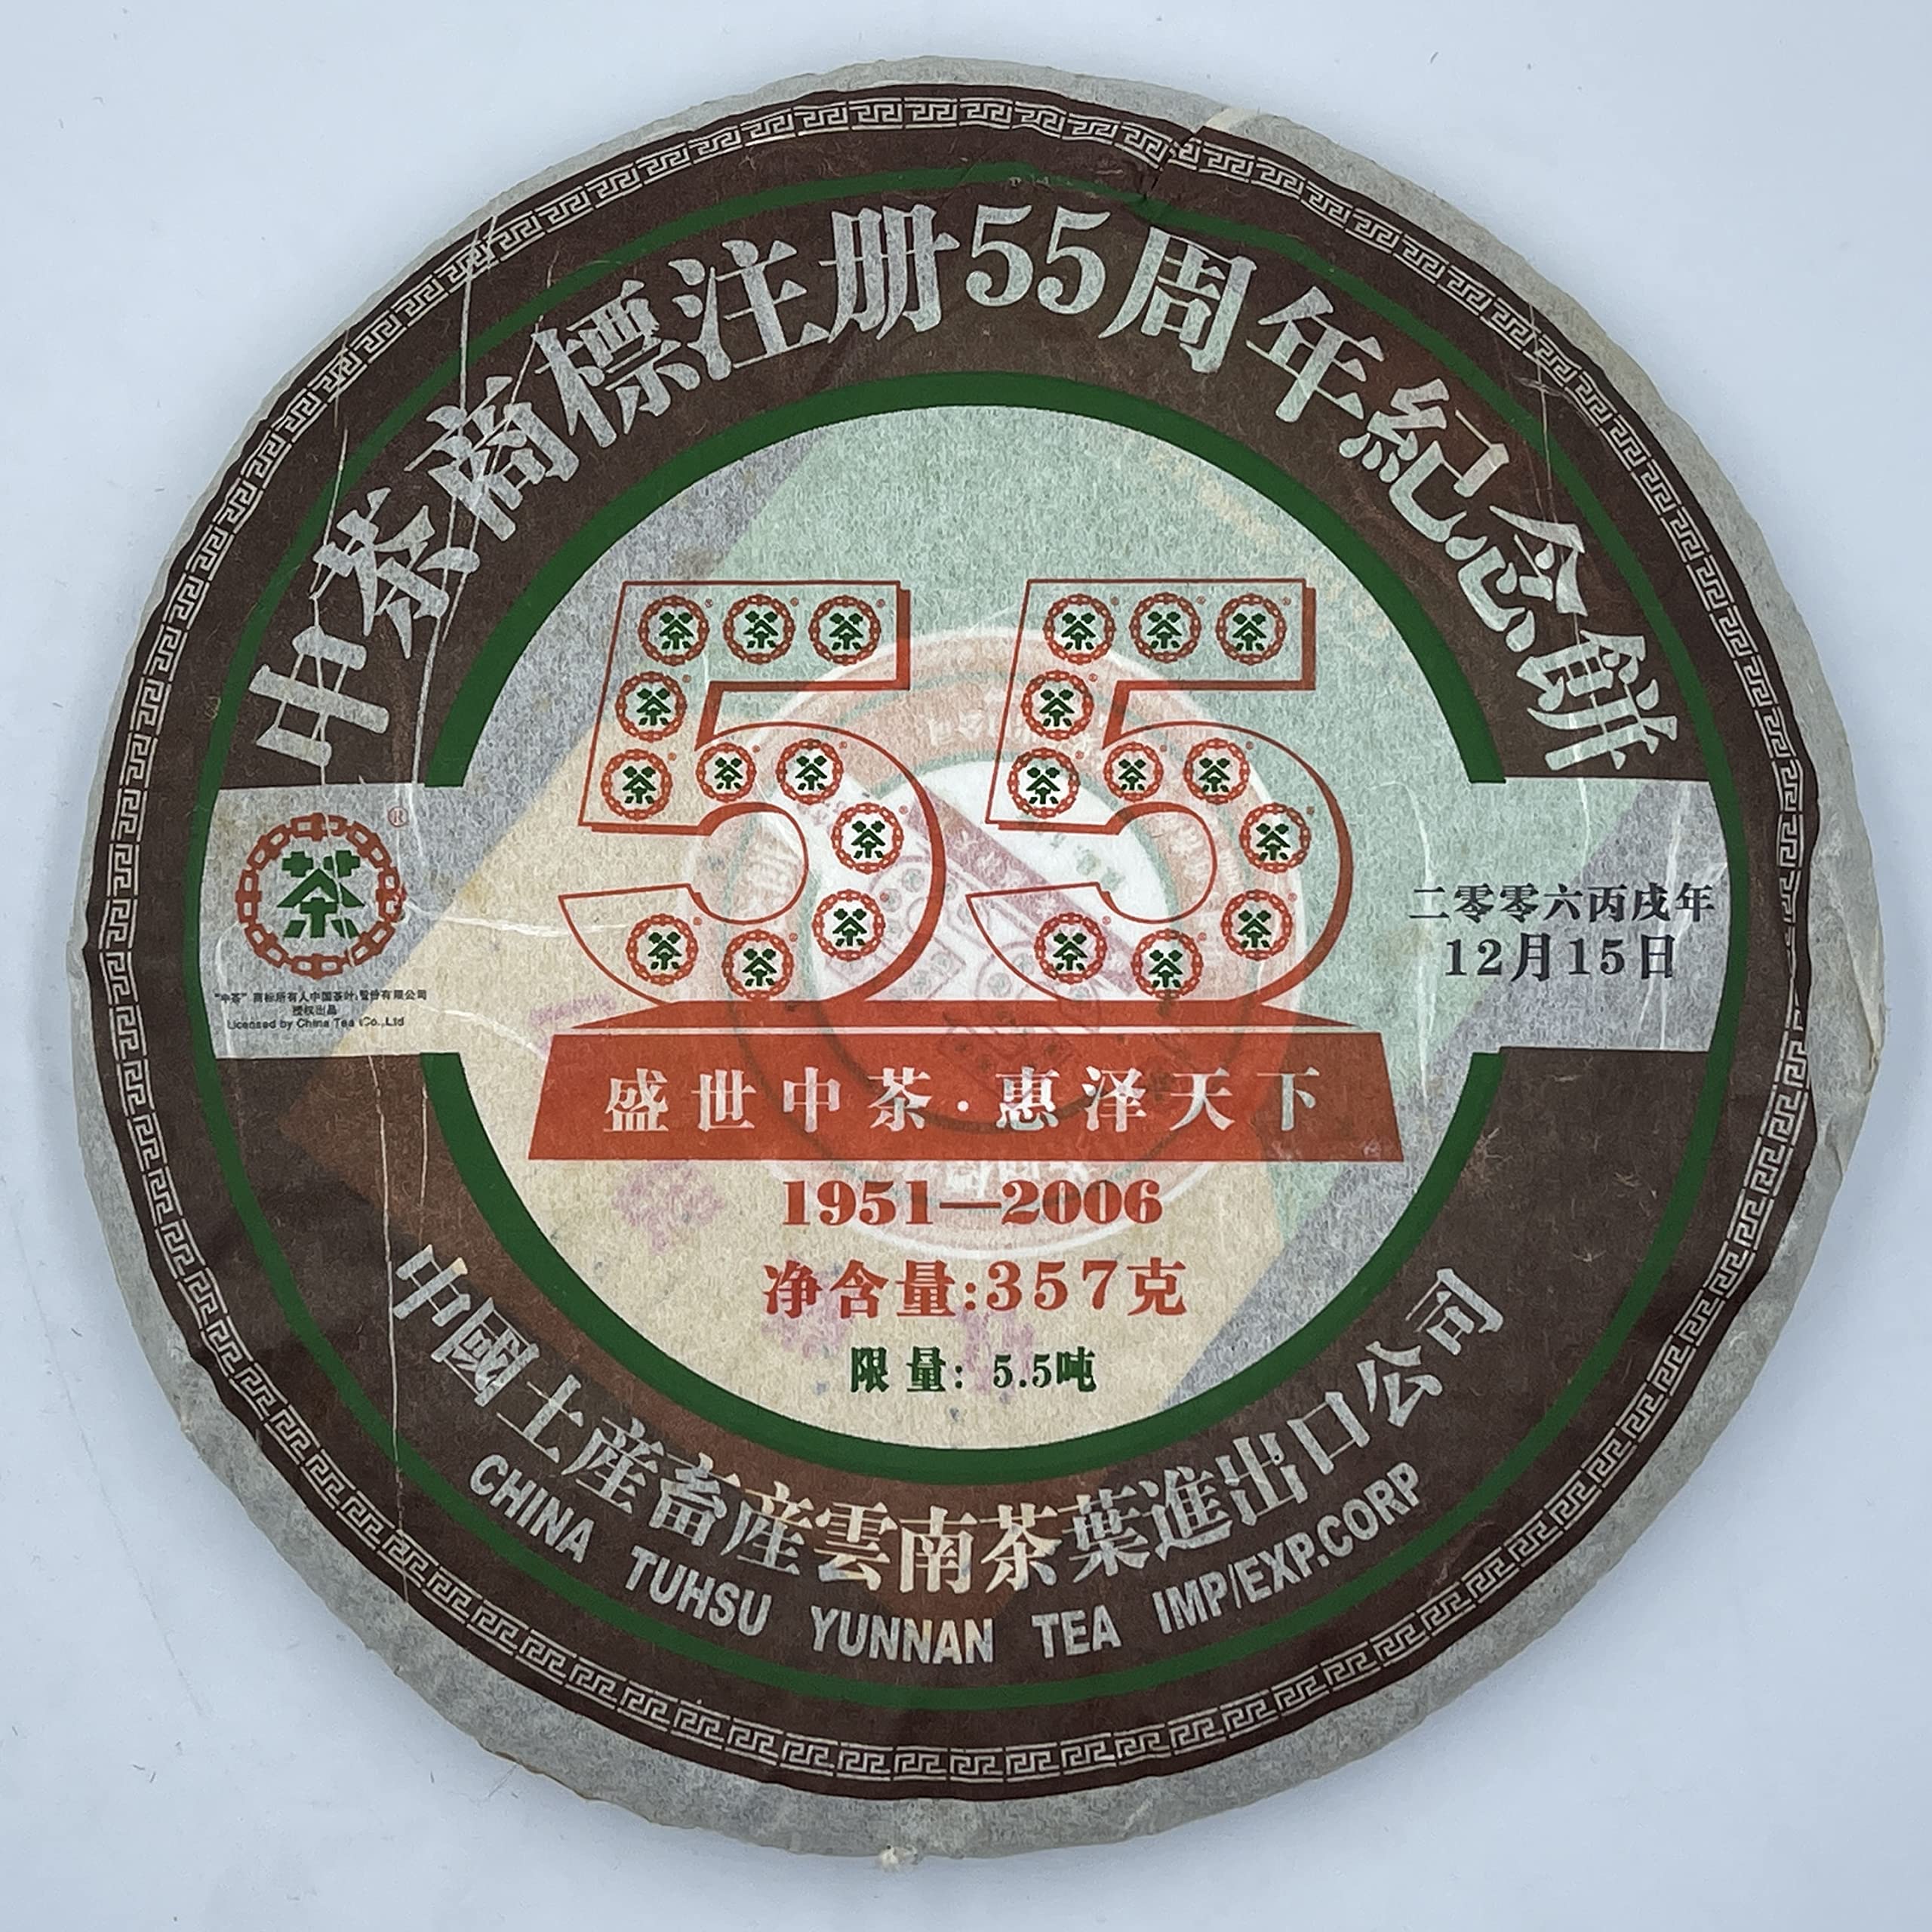 中茶商標注册55周年紀念餅
茶
®
"中茶"商标所有人中国茶叶股份有限公司
授权出品
Licensed by China Tea Co.,Ltd
二零零六丙戌年
12月15日
盛世中茶·惠泽天下
1951—2006
净含量:357克
限量: 5.5吨
中國土産畜産雲南茶葉進出口公司
CHINA TUHSU YUNNAN TEA IMP/EXP.CORP